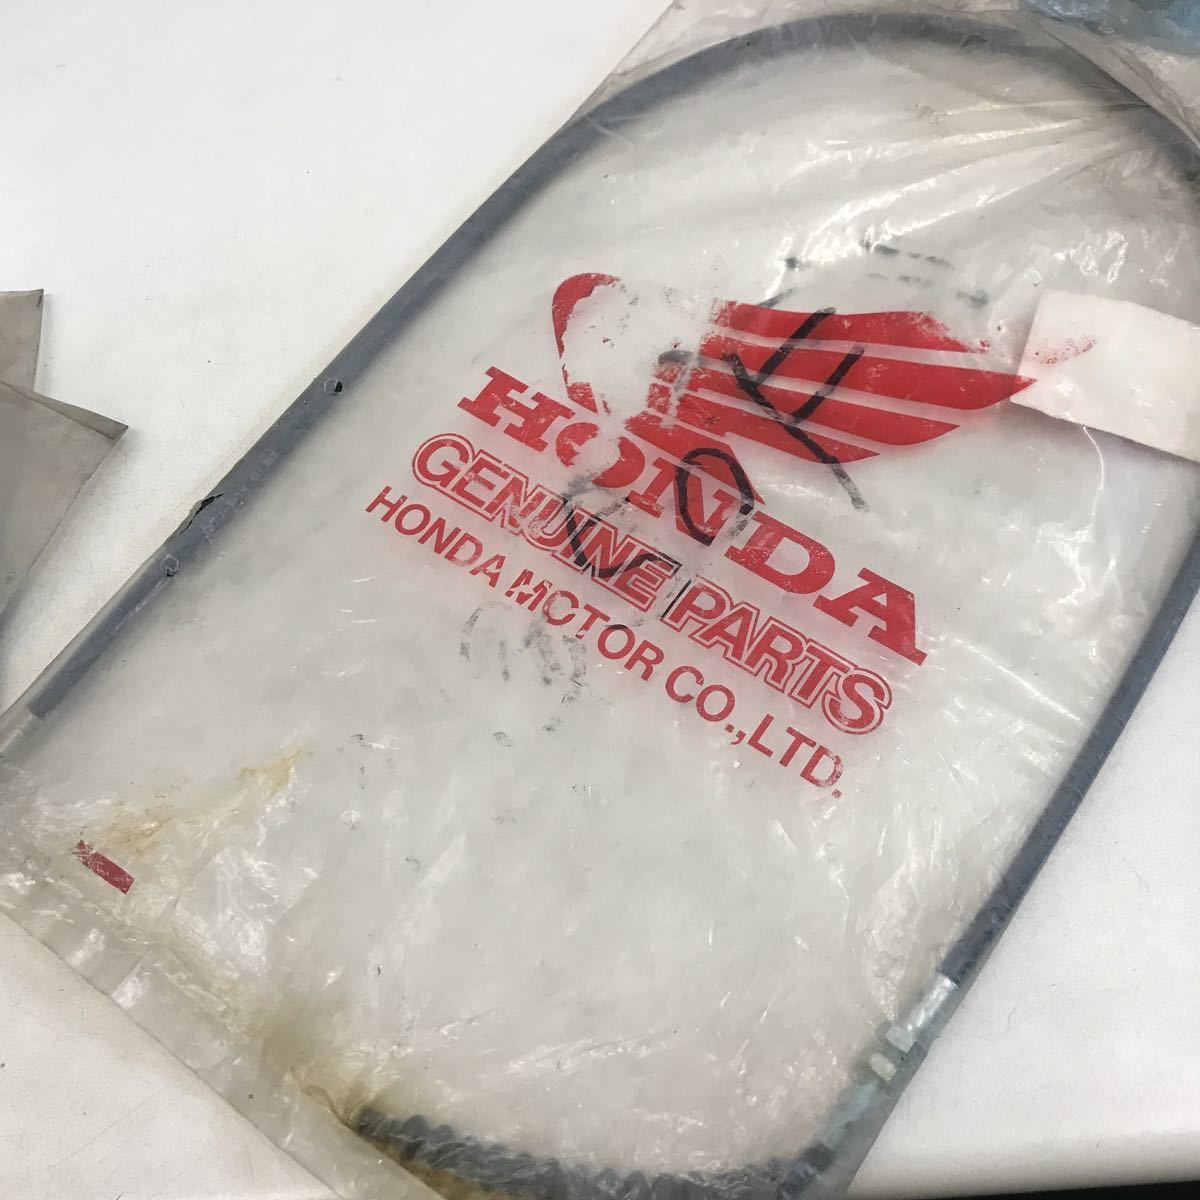 HONDA
GENUINE PARTS
HONDA MOTOR CO., LTD.